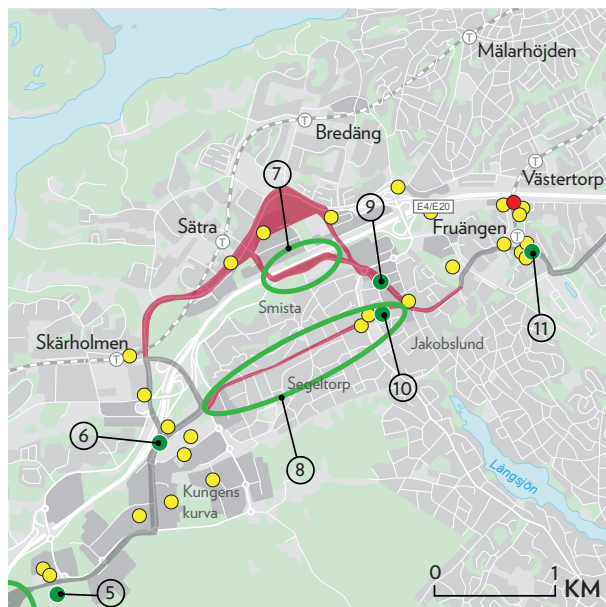 Mälarhöjden
T
T
Bredäng
7
T
Västertorp
9
E4/E20
Sätra
T
Fruängen
T
Smista
11
Skärholmen
T
Jakobslund
10
Segeltorp
6
8
Långsjön
Kungens
kurva
5
0 1
KM